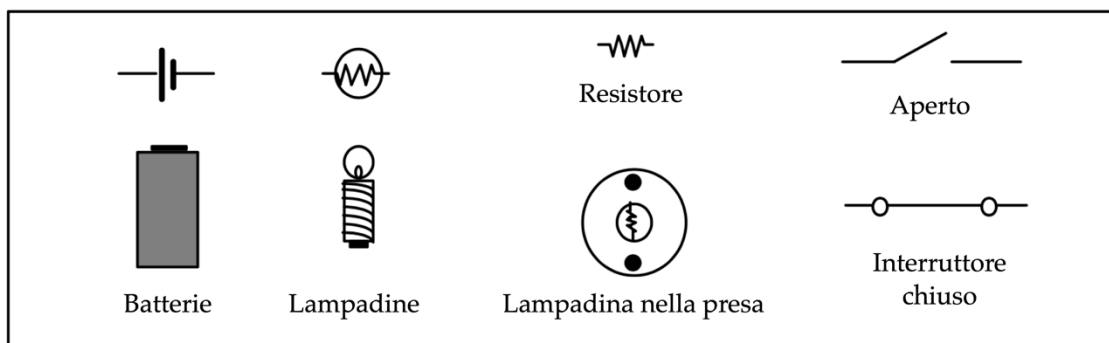 Resistore
Aperto
Batterie
Lampadine
Lampadina nella presa
Interruttore
chiuso